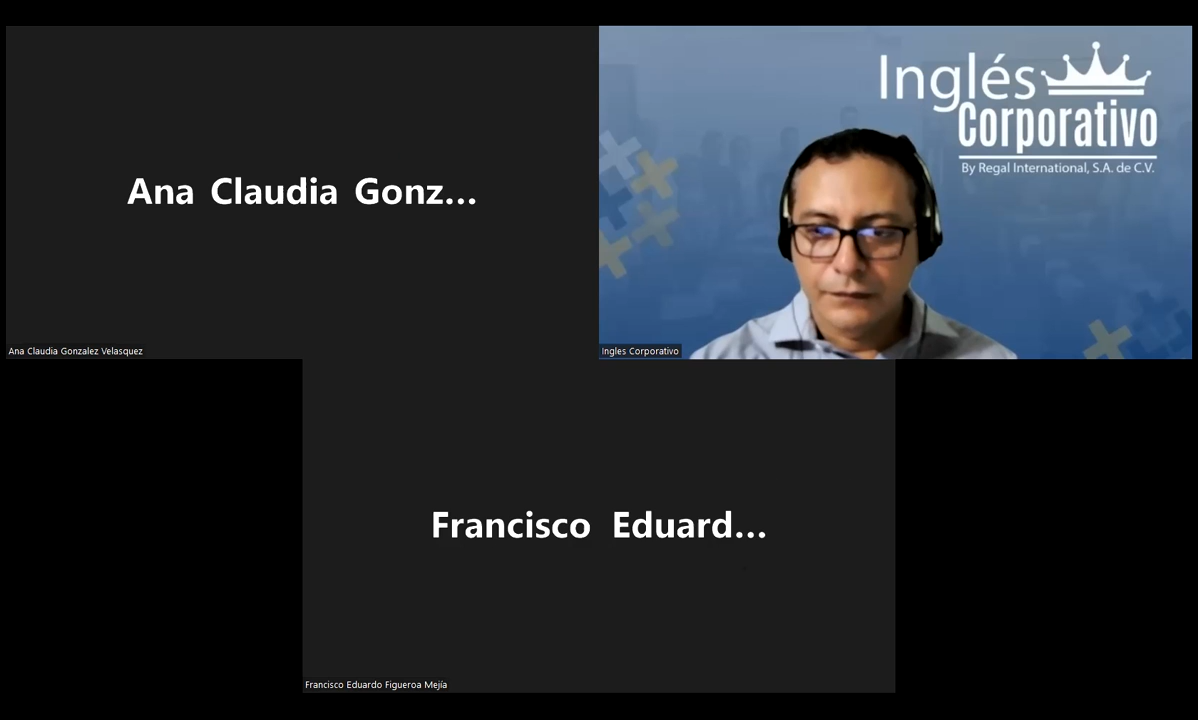 Ana Claudia Gonz...
Ana Claudia Gonzalez Velasquez
Inglés
Corporativo
By Regal International, S.A. de C.V.
Ingles Corporativo
Francisco Eduard...
Francisco Eduardo Figueroa Mejía